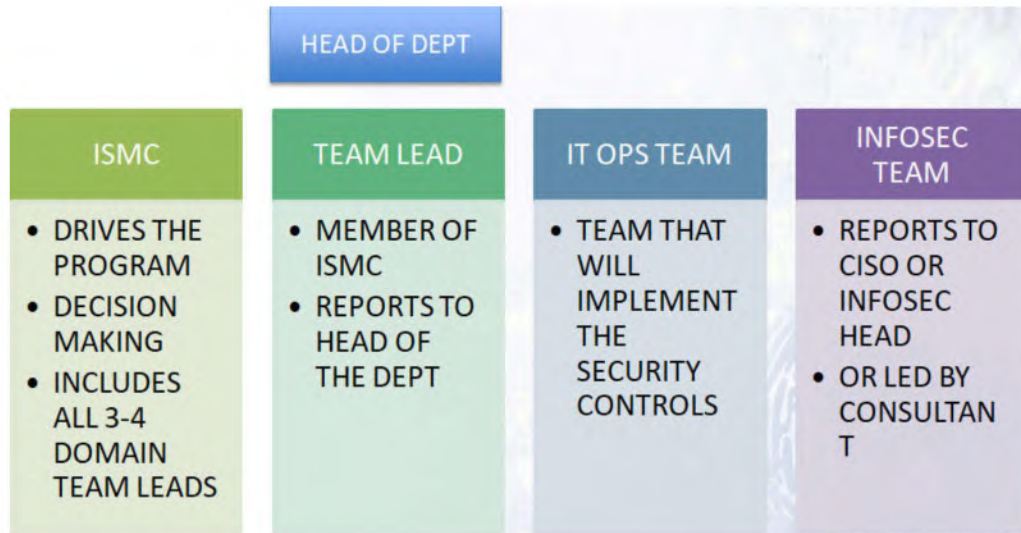 HEAD OF DEPT
ISMC
• DRIVES THE
PROGRAM
• DECISION
MAKING
• INCLUDES
ALL 3-4
DOMAIN
TEAM LEADS
TEAM LEAD
• MEMBER OF
ISMC
• REPORTS TO
HEAD OF
THE DEPT
IT OPS TEAM
• TEAM THAT
WILL
IMPLEMENT
THE
SECURITY
CONTROLS
INFOSEC
TEAM
• REPORTS TO
CISO OR
INFOSEC
HEAD
• OR LED BY
CONSULTAN
T